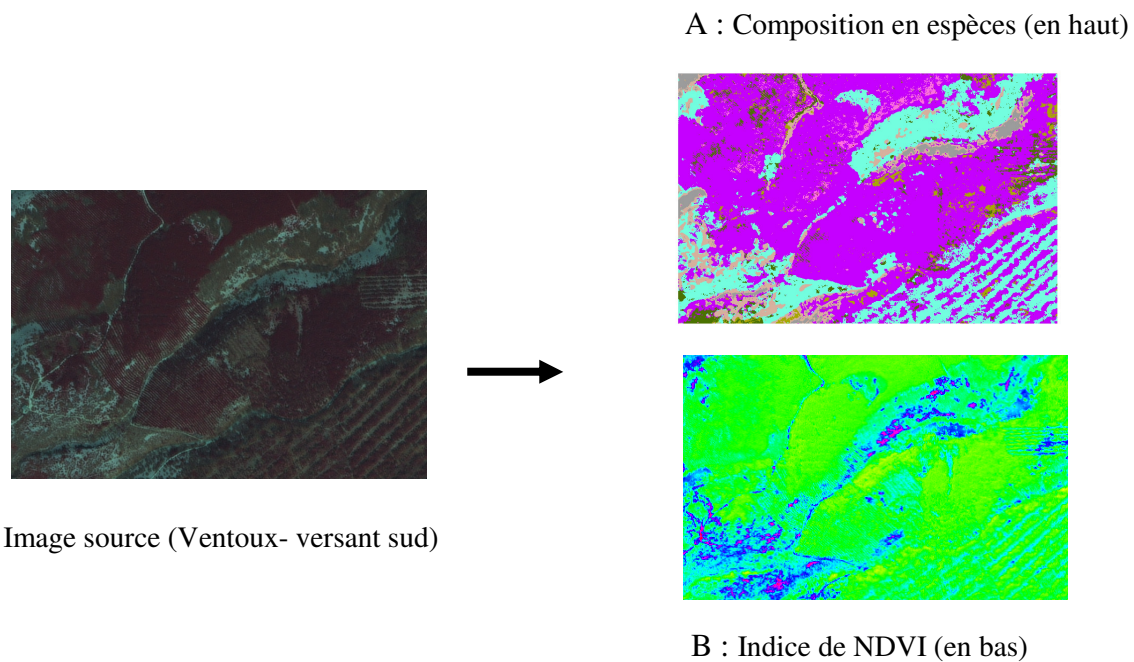 A : Composition en espèces (en haut)
Image source (Ventoux- versant sud)
B : Indice de NDVI (en bas)